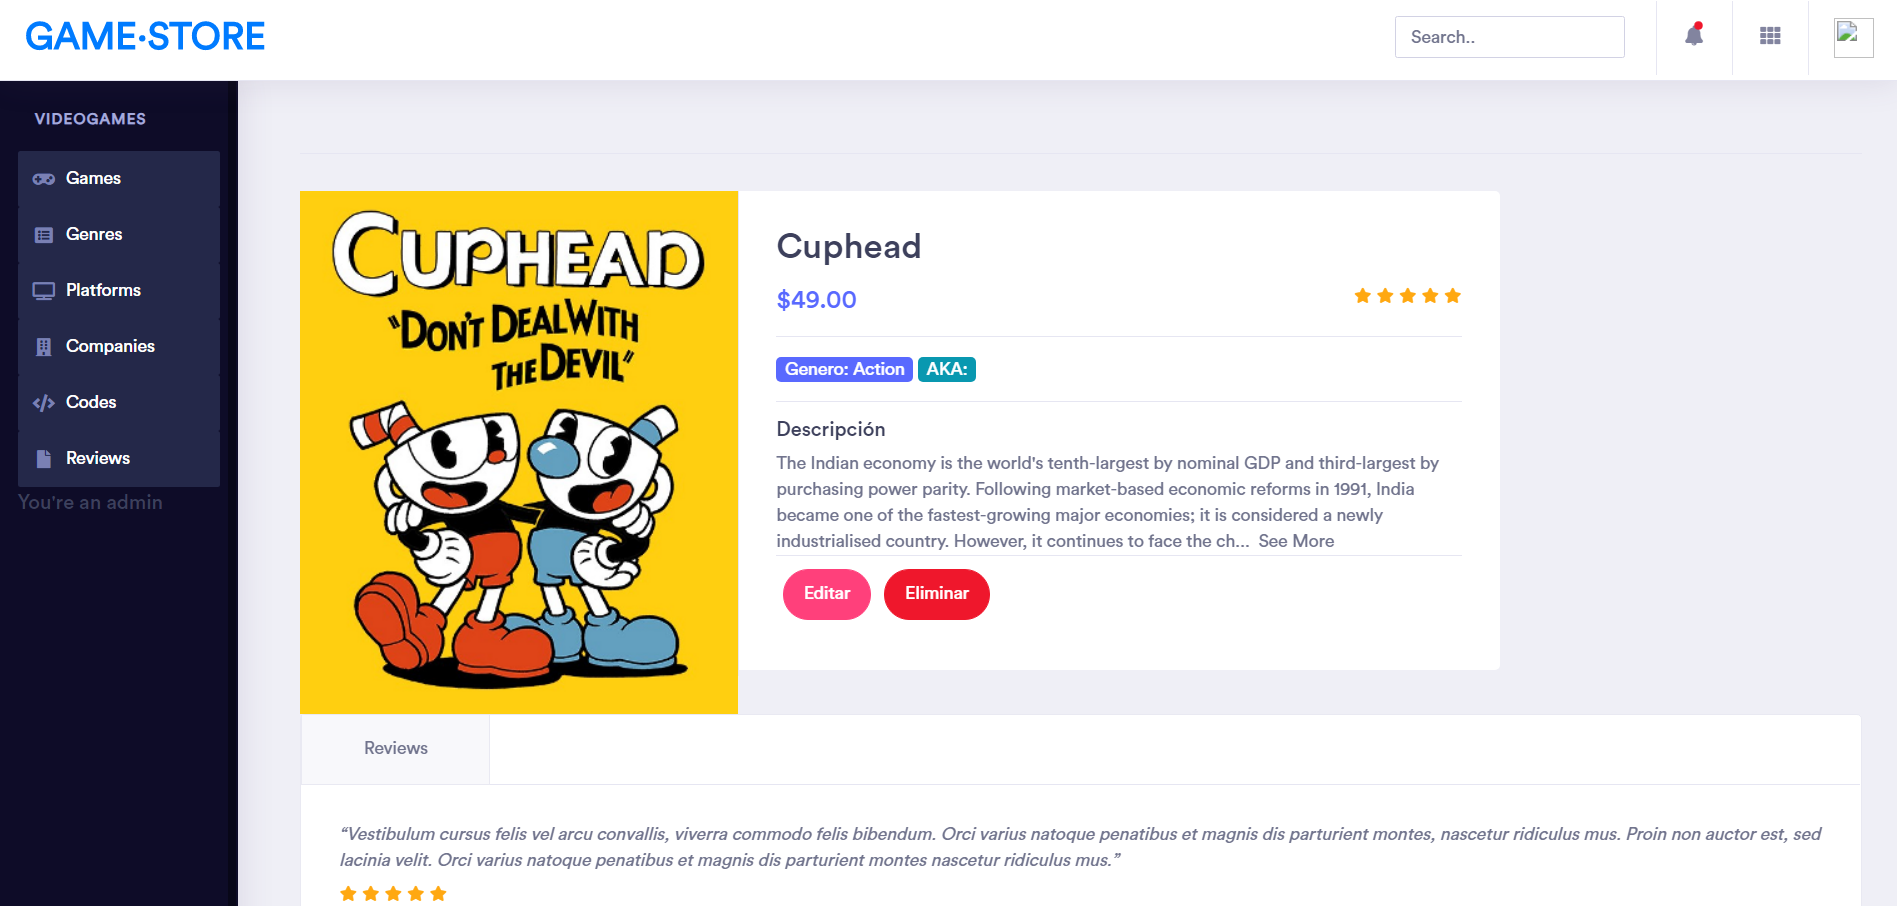 GAME·STORE
Search..
VIDEOGAMES
Games
Genres
Platforms
Companies
Codes
Reviews
You're an admin
CUPHEAD
"DON'T DEAL WITH
THE DEVIL"
Cuphead
$49.00
Genero: Action AKA:
Descripción
The Indian economy is the world's tenth-largest by nominal GDP and third-largest by
purchasing power parity. Following market-based economic reforms in 1991, India
became one of the fastest-growing major economies; it is considered a newly
industrialised country. However, it continues to face the ch... See More
Editar Eliminar
Reviews
“Vestibulum cursus felis vel arcu convallis, viverra commodo felis bibendum. Orci varius natoque penatibus et magnis dis parturient montes, nascetur ridiculus mus. Proin non auctor est, sed
lacinia velit. Orci varius natoque penatibus et magnis dis parturient montes nascetur ridiculus mus.”